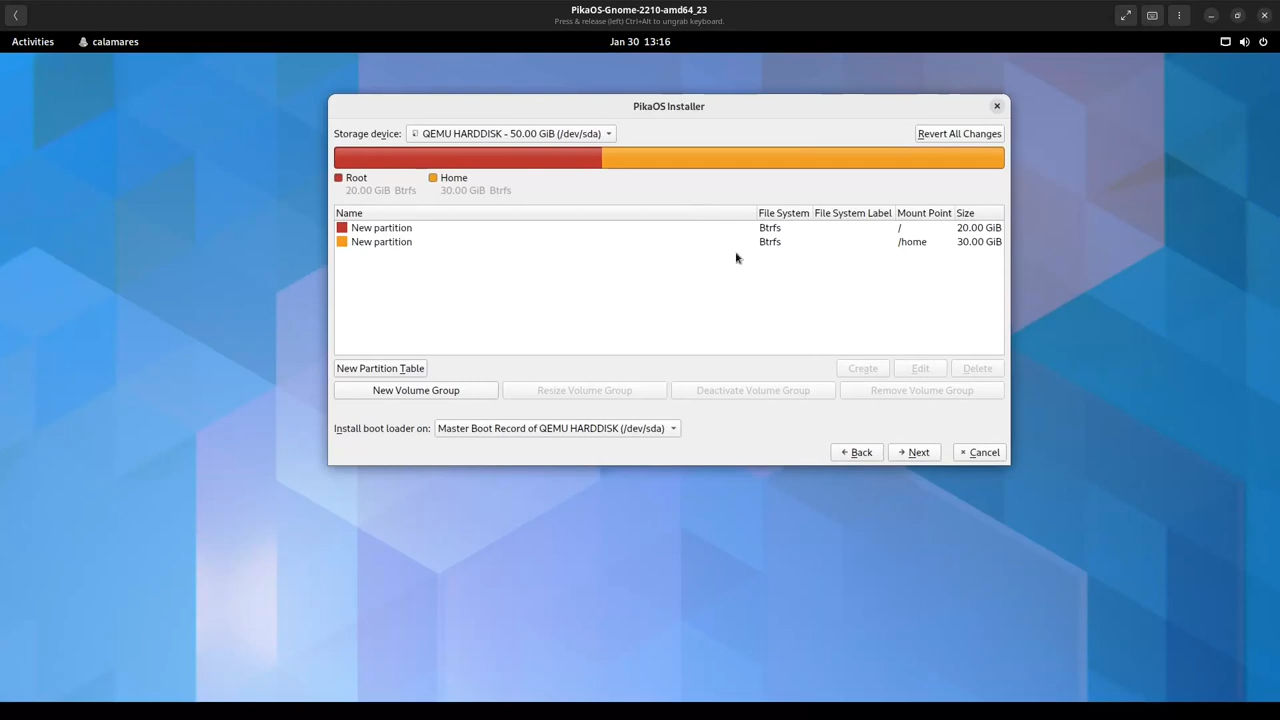 PikaOS-Gnome-2210-amd64_23
Press & release (left) Ctrl+Alt to ungrab keyboard.
Activities calamares Jan 30 13:16
PikaOS Installer
Storage device: QEMU HARDDISK - 50.00 GiB (/dev/sda) Revert All Changes
Root Home
20.00 GiB Btrfs 30.00 GiB Btrfs
Name File System File System Label Mount Point Size
New partition Btrfs / 20.00 GiB
New partition Btrfs /home 30.00 GiB
New Partition Table Create Edit Delete
New Volume Group Resize Volume Group Deactivate Volume Group Remove Volume Group
Install boot loader on: Master Boot Record of QEMU HARDDISK (/dev/sda)
Back Next Cancel